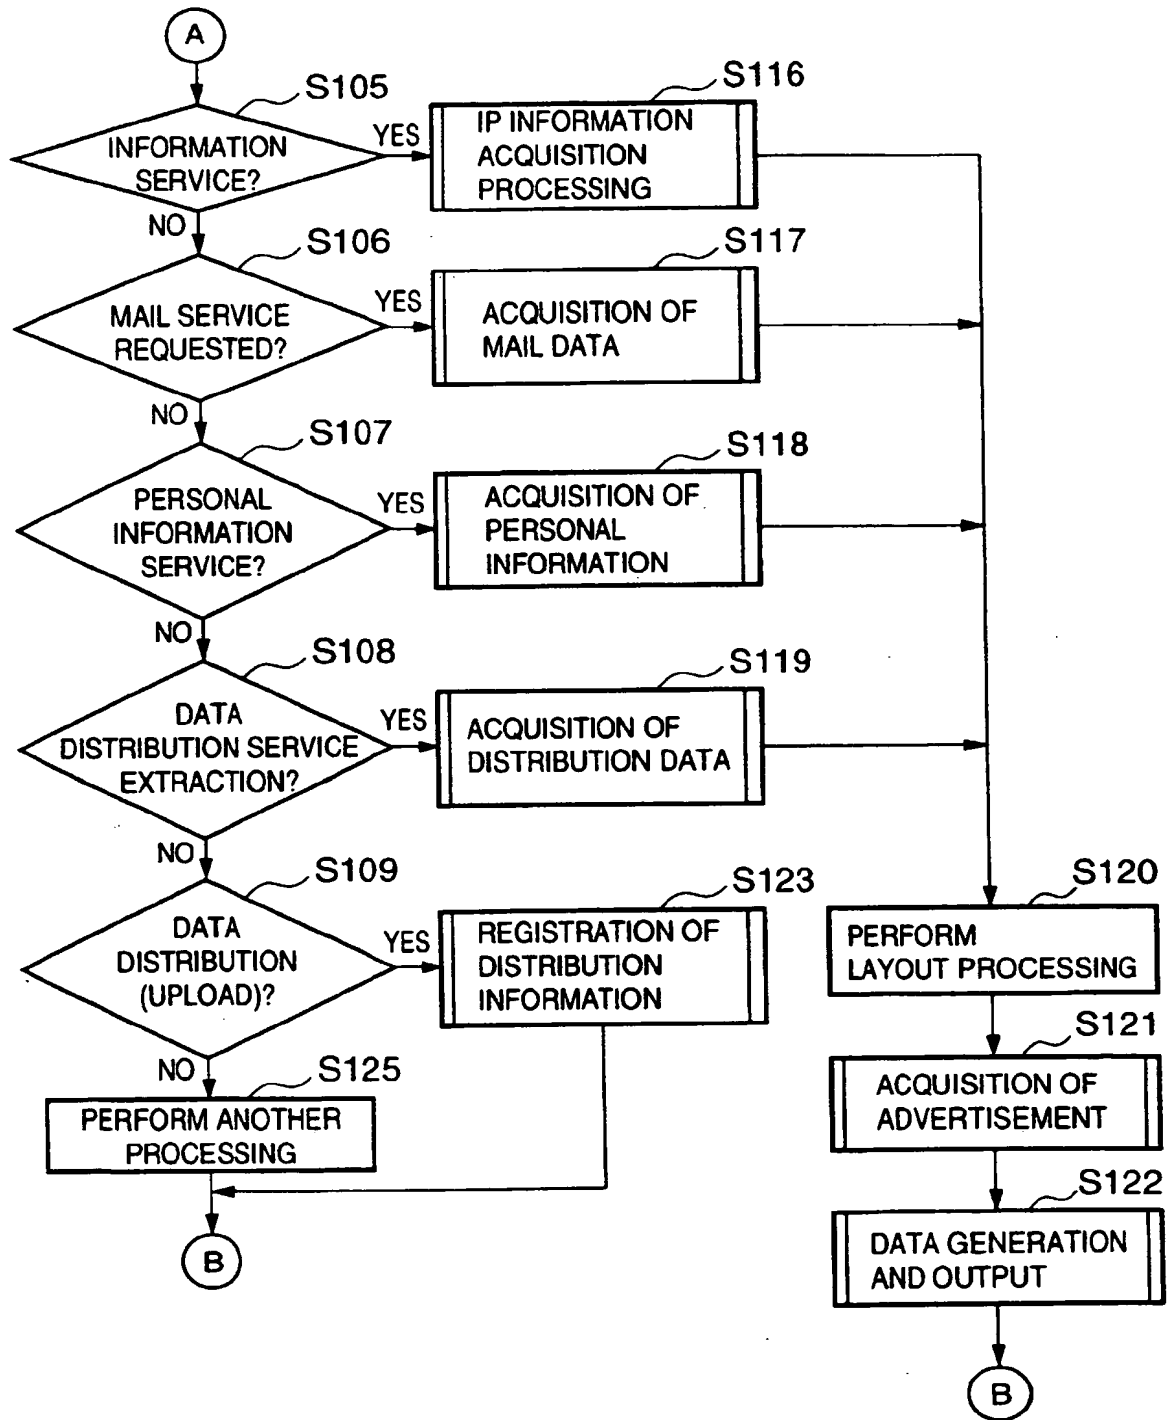 A
S105
INFORMATION
SERVICE?
YES
S116
IP INFORMATION
ACQUISITION
PROCESSING
NO
S106
MAIL SERVICE
REQUESTED?
YES
S117
ACQUISITION OF
MAIL DATA
NO
S107
PERSONAL
INFORMATION
SERVICE?
YES
S118
ACQUISITION OF
PERSONAL
INFORMATION
NO
S108
DATA
DISTRIBUTION SERVICE
EXTRACTION?
YES
S119
ACQUISITION OF
DISTRIBUTION DATA
NO
S109
DATA
DISTRIBUTION
(UPLOAD)?
YES
S123
REGISTRATION OF
DISTRIBUTION
INFORMATION
NO
S125
PERFORM ANOTHER
PROCESSING
B
S120
PERFORM
LAYOUT PROCESSING
S121
ACQUISITION OF
ADVERTISEMENT
S122
DATA GENERATION
AND OUTPUT
B